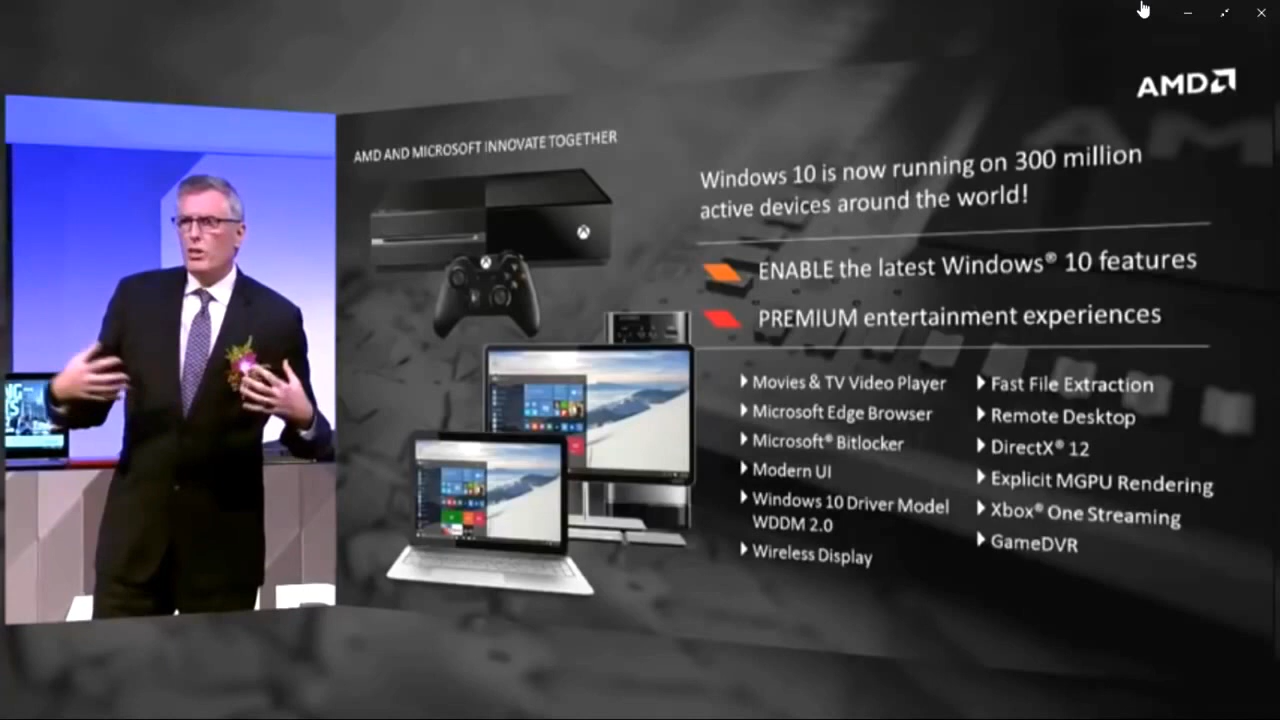 AMD
AMD AND MICROSOFT INNOVATE TOGETHER
Windows 10 is now running on 300 million
active devices around the world!
ENABLE the latest Windows® 10 features
PREMIUM entertainment experiences
Movies & TV Video Player
Microsoft Edge Browser
Microsoft® Bitlocker
Modern UI
Windows 10 Driver Model
WDDM 2.0
Wireless Display
Fast File Extraction
Remote Desktop
DirectX® 12
Explicit MGPU Rendering
Xbox® One Streaming
GameDVR